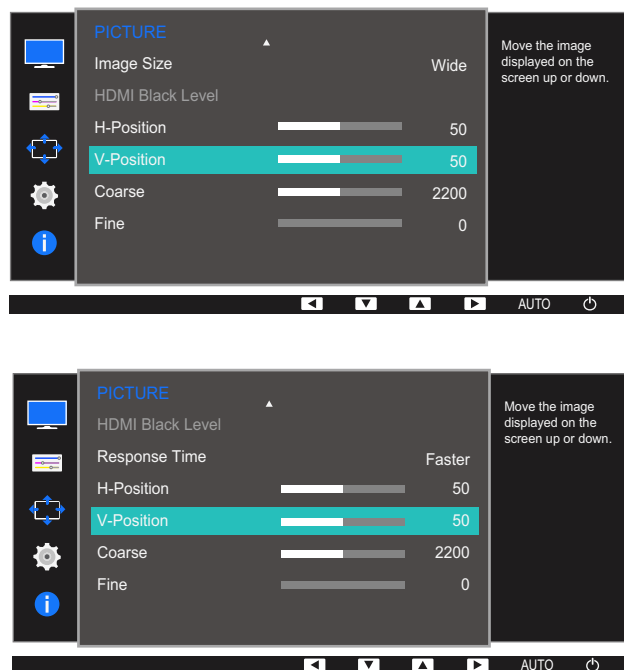 PICTURE
Image Size Wide
HDMI Black Level
H-Position 50
V-Position 50
Coarse 2200
Fine 0
Move the image
displayed on the
screen up or down.
AUTO
PICTURE
HDMI Black Level
Response Time Faster
H-Position 50
V-Position 50
Coarse 2200
Fine 0
Move the image
displayed on the
screen up or down.
AUTO